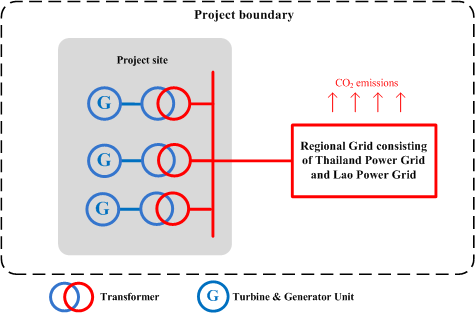 Project boundary
Project site
G
G
G
CO₂ emissions
Regional Grid consisting
of Thailand Power Grid
and Lao Power Grid
Transformer
G
Turbine & Generator Unit